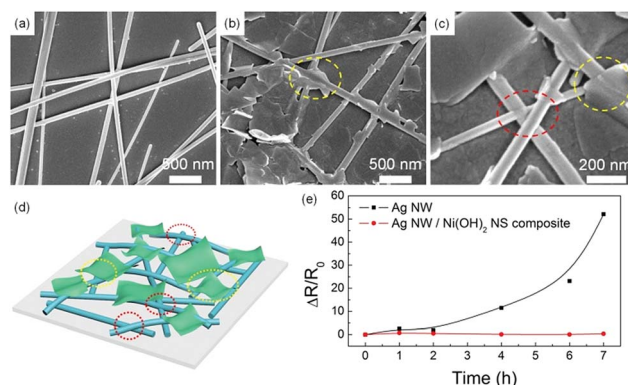 (a)
500 nm
(b)
500 nm
(c)
200 nm
(d)
(e)
Ag NW
Ag NW / Ni(OH)₂ NS composite
ΔR/R₀
60
50
40
30
20
10
0
0 1 2 3 4 5 6 7
Time (h)